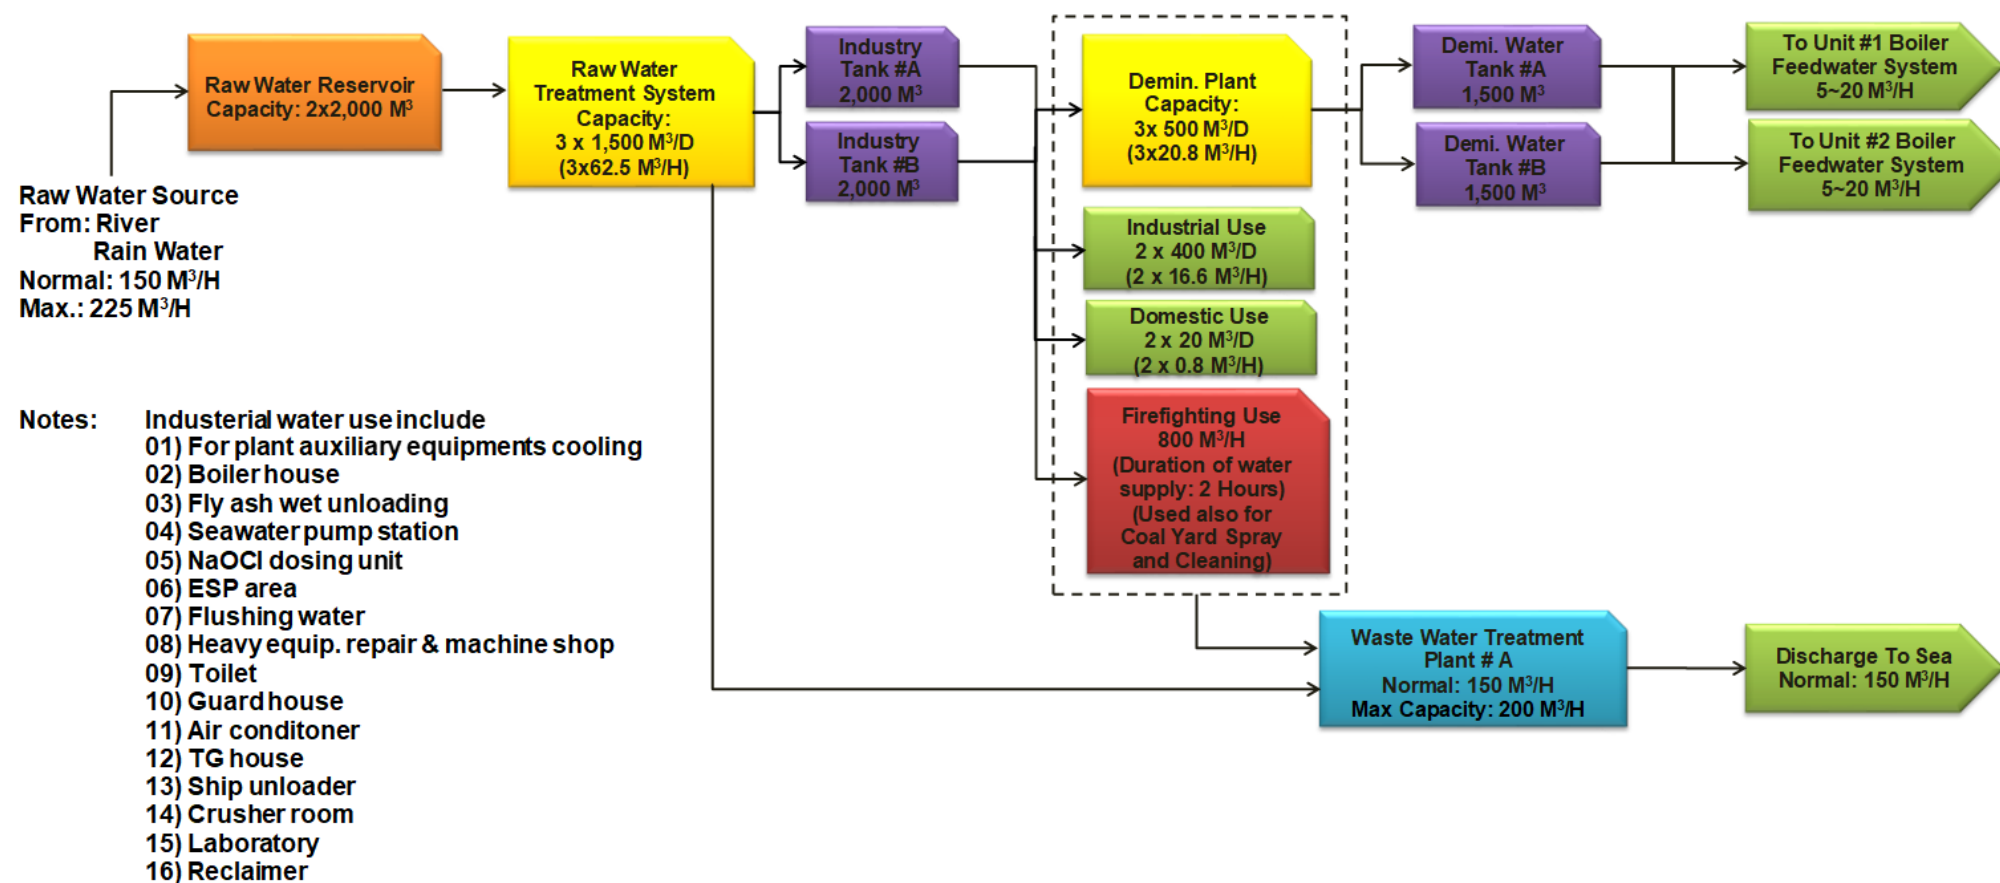 Raw Water Source
From: River
Rain Water
Normal: 150 M³/H
Max.: 225 M³/H
Raw Water Reservoir
Capacity: 2x2,000 M³
Raw Water
Treatment System
Capacity:
3 x 1,500 M³/D
(3x62.5 M³/H)
Industry
Tank #A
2,000 M³
Industry
Tank #B
2,000 M³
Demin. Plant
Capacity:
3x 500 M³/D
(3x20.8 M³/H)
Industrial Use
2 x 400 M³/D
(2 x 16.6 M³/H)
Domestic Use
2 x 20 M³/D
(2 x 0.8 M³/H)
Firefighting Use
800 M³/H
(Duration of water
supply: 2 Hours)
(Used also for
Coal Yard Spray
and Cleaning)
Demi. Water
Tank #A
1,500 M³
Demi. Water
Tank #B
1,500 M³
To Unit #1 Boiler
Feedwater System
5~20 M³/H
To Unit #2 Boiler
Feedwater System
5~20 M³/H
Waste Water Treatment
Plant # A
Normal: 150 M³/H
Max Capacity: 200 M³/H
Discharge To Sea
Normal: 150 M³/H
Notes: Industerial water use include
01) For plant auxiliary equipments cooling
02) Boiler house
03) Fly ash wet unloading
04) Seawater pump station
05) NaOCl dosing unit
06) ESP area
07) Flushing water
08) Heavy equip. repair & machine shop
09) Toilet
10) Guard house
11) Air conditoner
12) TG house
13) Ship unloader
14) Crusher room
15) Laboratory
16) Reclaimer